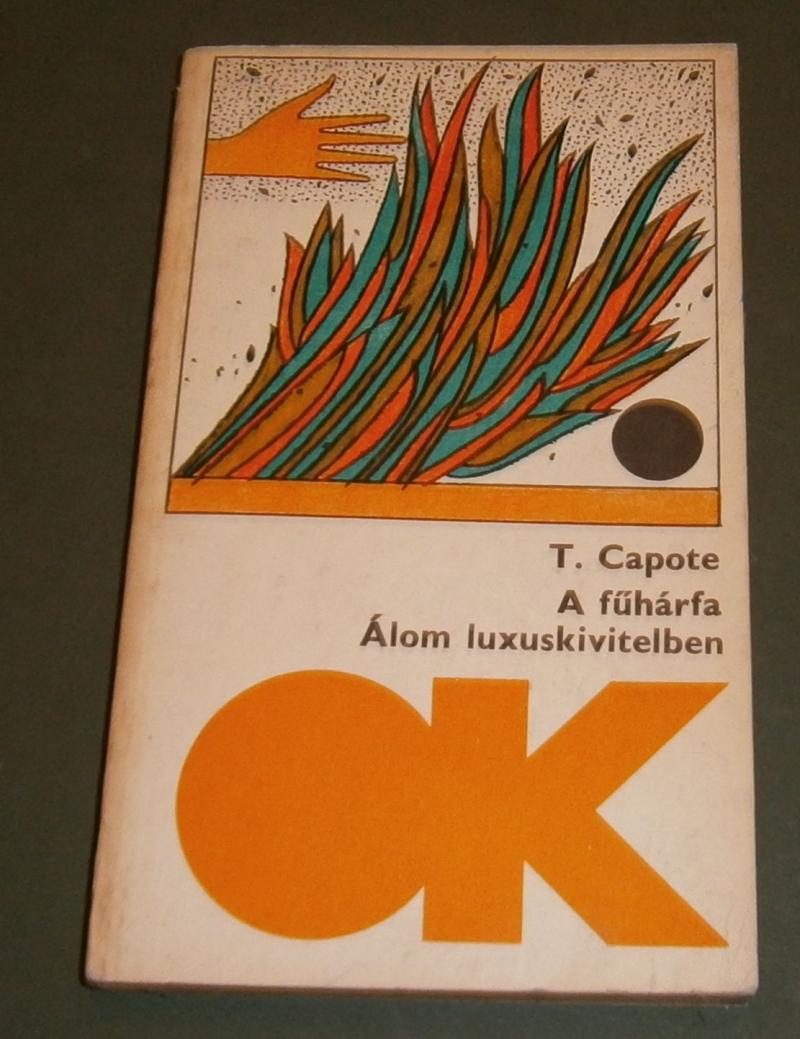 T. Capote
A fűhárfa
Álom luxuskivitelben
OK